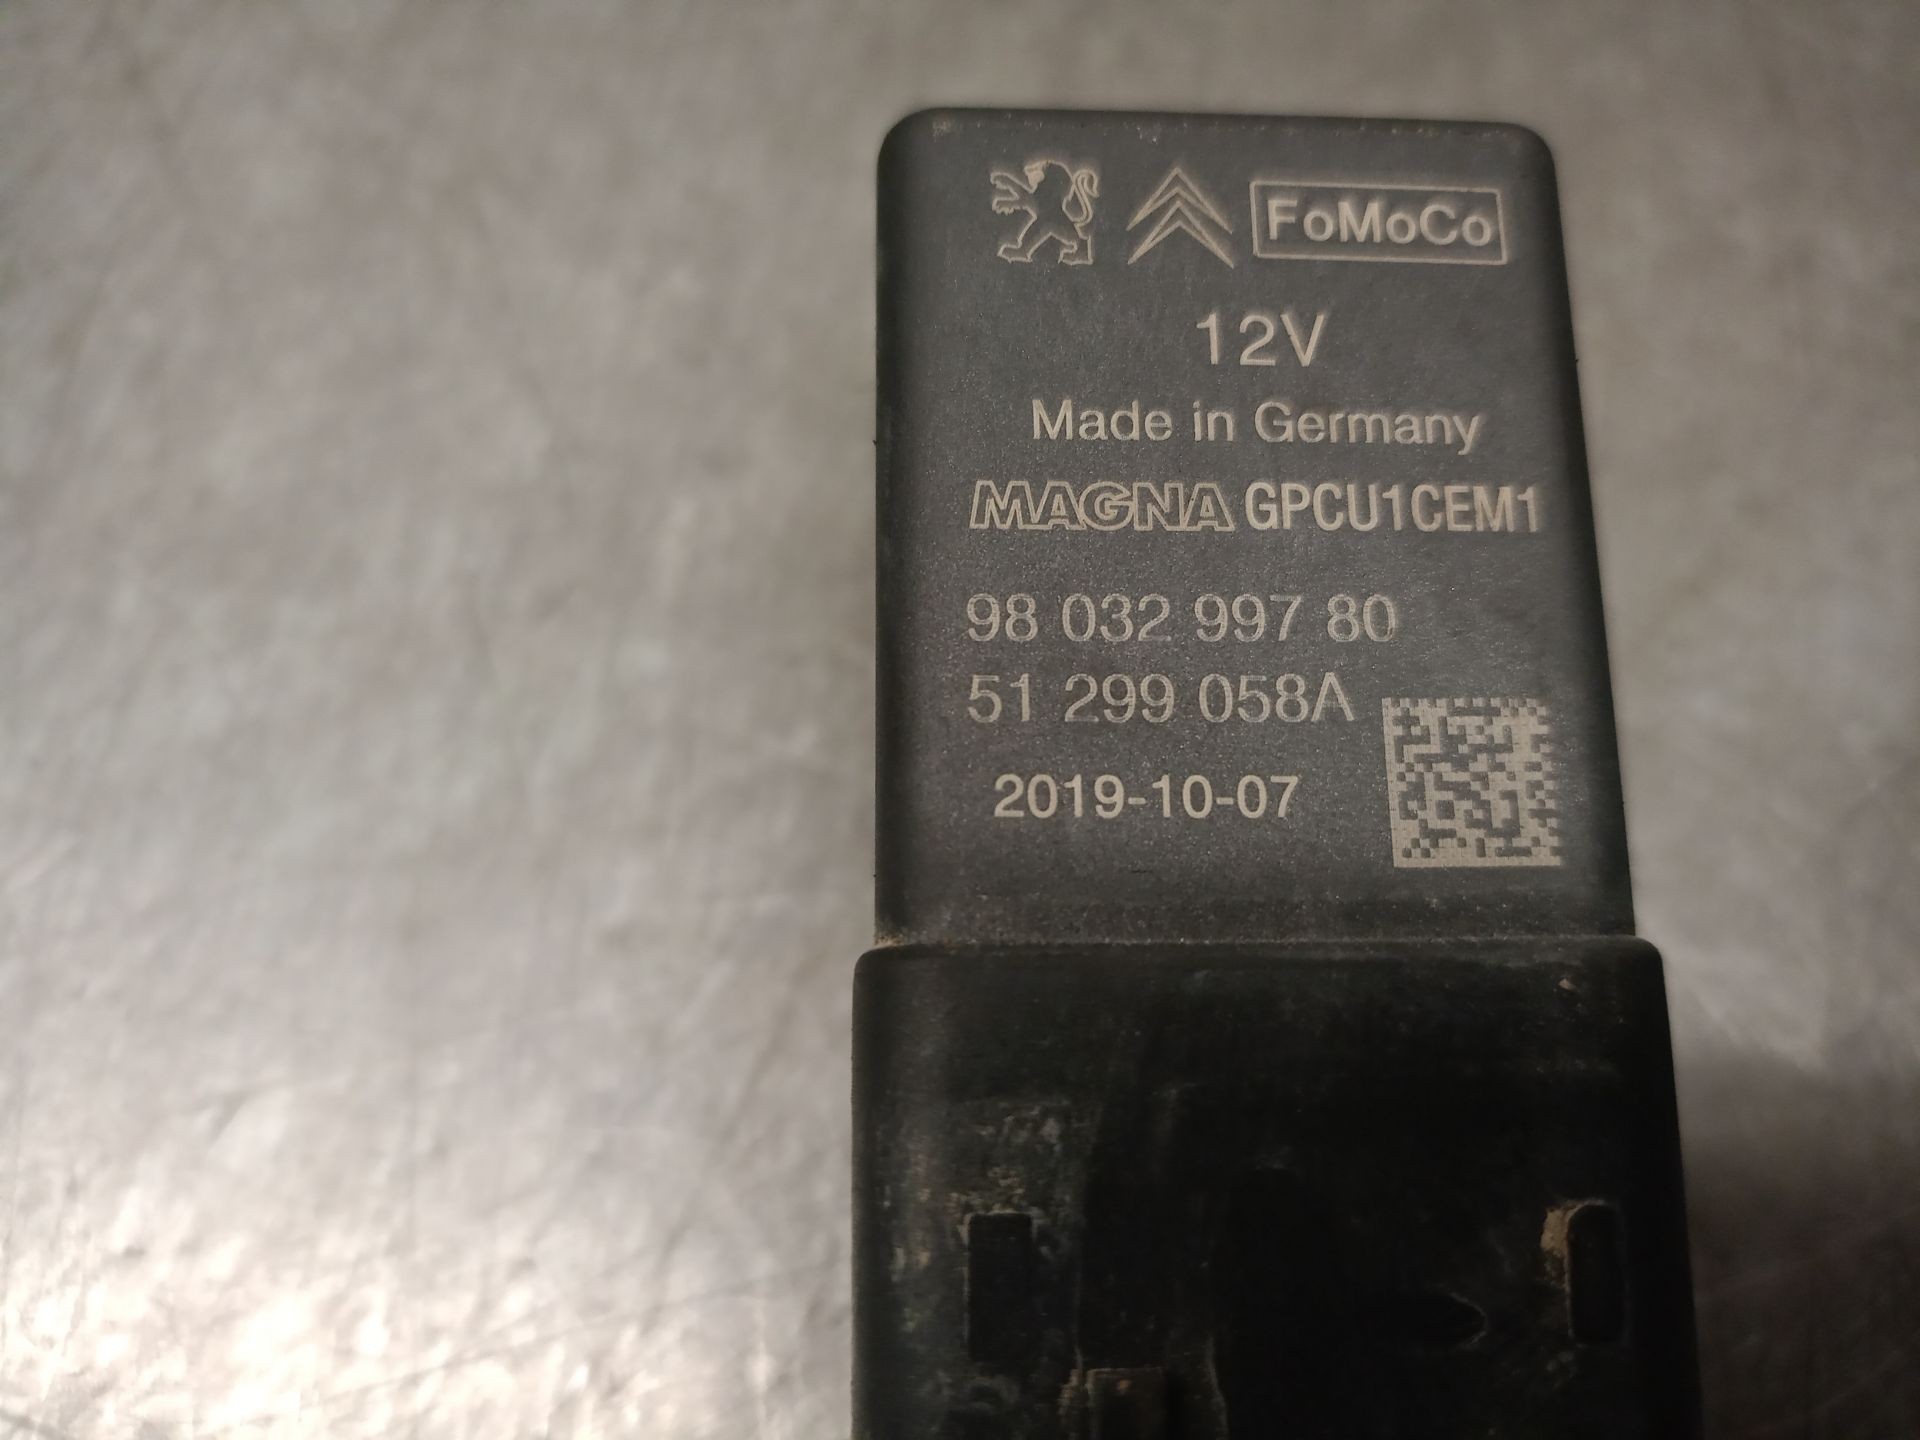 FoMoCo
12V
Made in Germany
MAGNA GPCU1CEM1
98 032 997 80
51 299 058A
2019-10-07